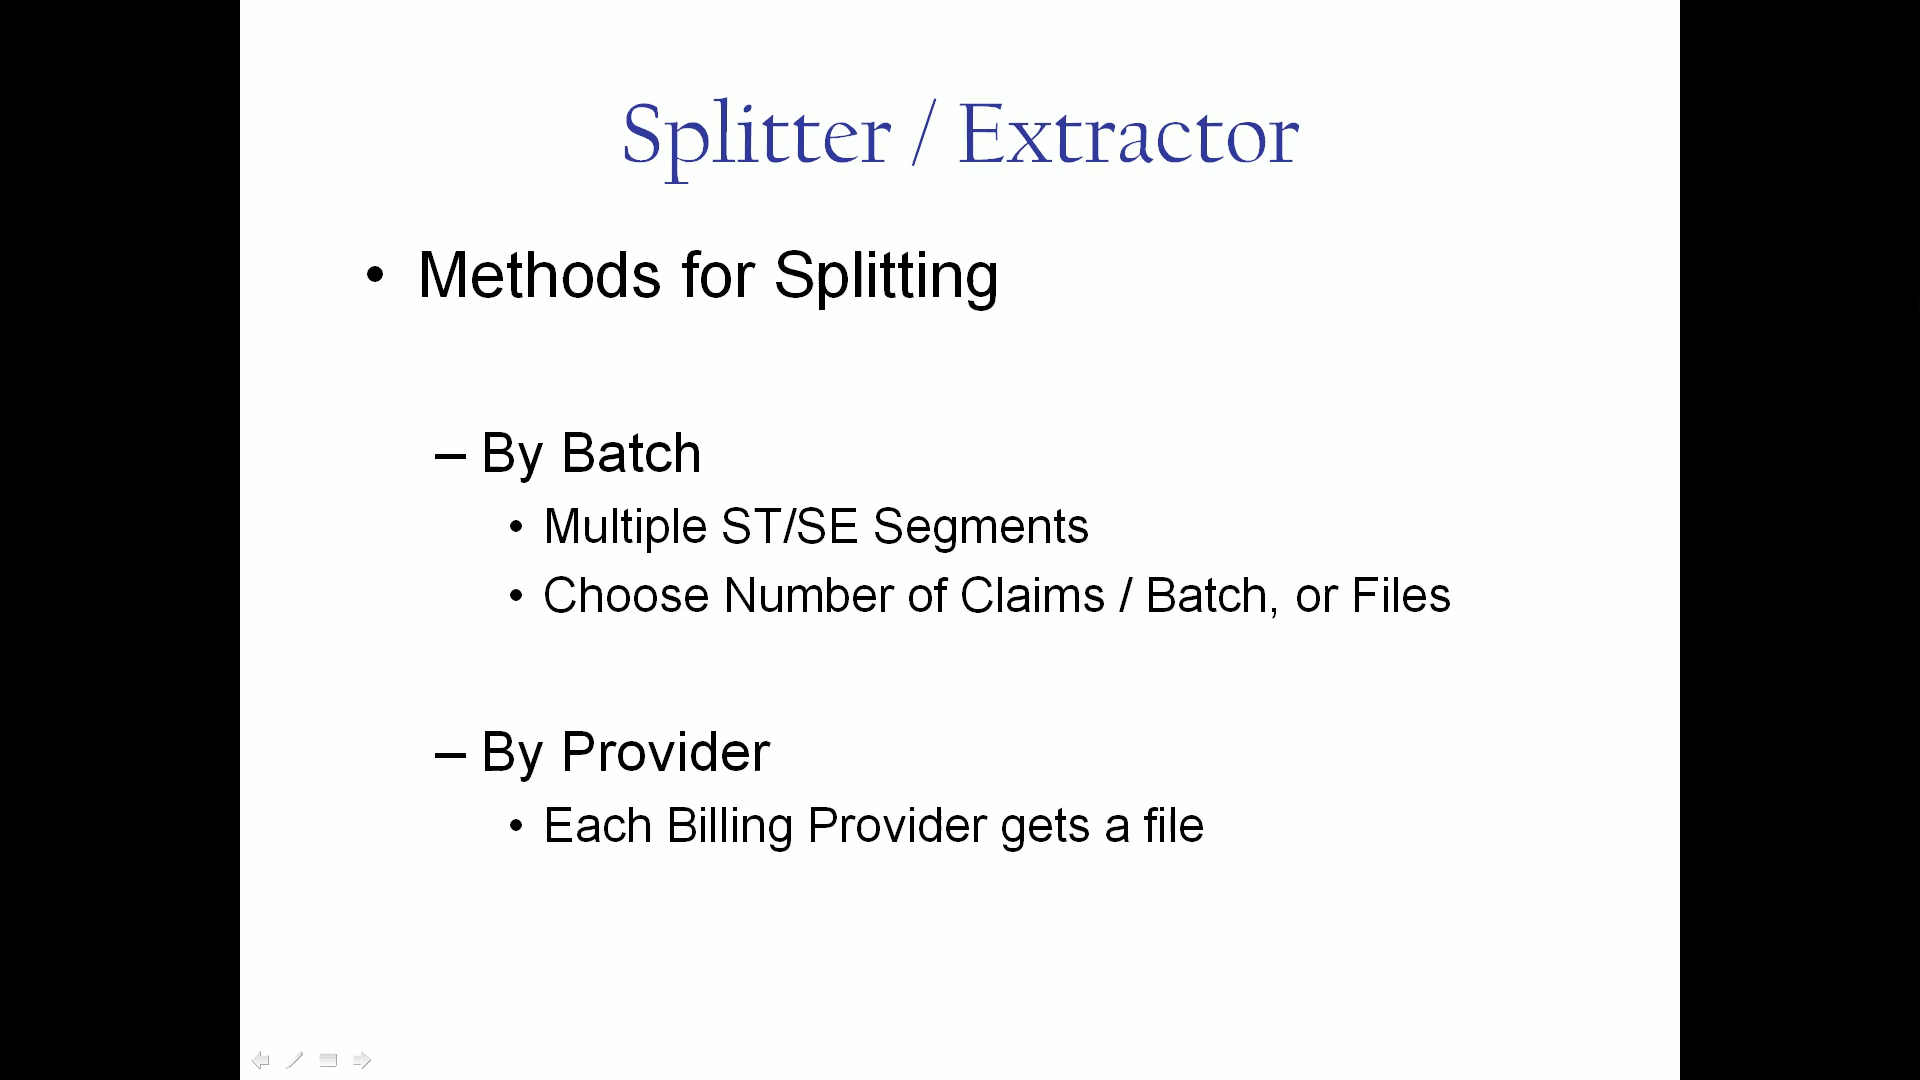 Splitter / Extractor
• Methods for Splitting
– By Batch
• Multiple ST/SE Segments
• Choose Number of Claims / Batch, or Files
– By Provider
• Each Billing Provider gets a file